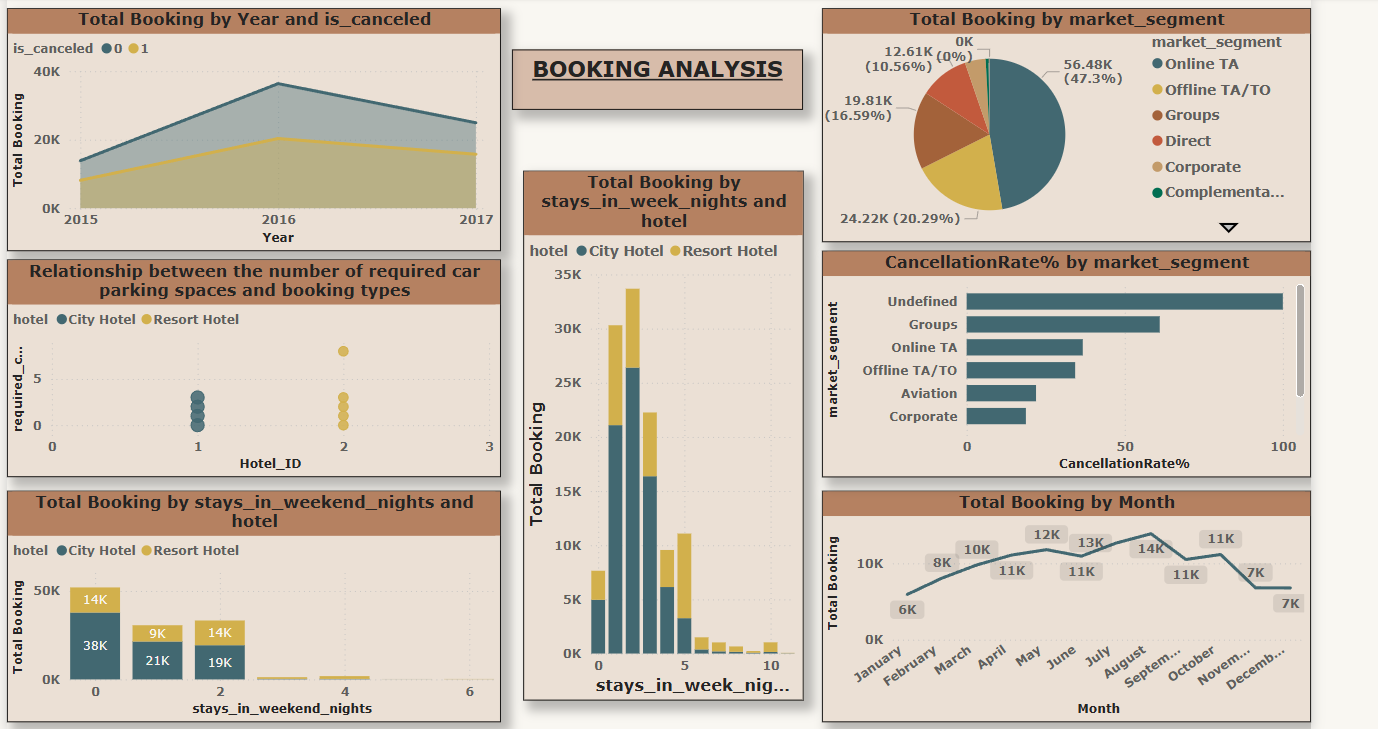 Total Booking by Year and is_canceled
is_canceled 0 1
40K
20K
0K
Total Booking
2015 2016 2017
Year
Relationship between the number of required car
parking spaces and booking types
hotel City Hotel Resort Hotel
required_c...
5
0
0 1 2 3
Hotel_ID
Total Booking by stays_in_weekend_nights and
hotel
hotel City Hotel Resort Hotel
Total Booking
50K
0K
14K
38K
9K
21K
14K
19K
0 2 4 6
stays_in_weekend_nights
BOOKING ANALYSIS
Total Booking by
stays_in_week_nights and
hotel
hotel City Hotel Resort Hotel
35K
30K
25K
20K
15K
10K
5K
0K
Total Booking
0 5 10
stays_in_week_nig...
Total Booking by market_segment
0K
(0%)
12.61K
(10.56%)
19.81K
(16.59%)
24.22K (20.29%)
56.48K
(47.3%)
market_segment
Online TA
Offline TA/TO
Groups
Direct
Corporate
Complementa...
CancellationRate% by market_segment
market_segment
Undefined
Groups
Online TA
Offline TA/TO
Aviation
Corporate
0 50 100
CancellationRate%
Total Booking by Month
Total Booking
10K
0K
6K
8K
10K
11K
12K
11K
13K
14K
11K
11K
7K
7K
January
February
March
April
May
June
July
August
Septem...
October
Novem...
Decemb...
Month